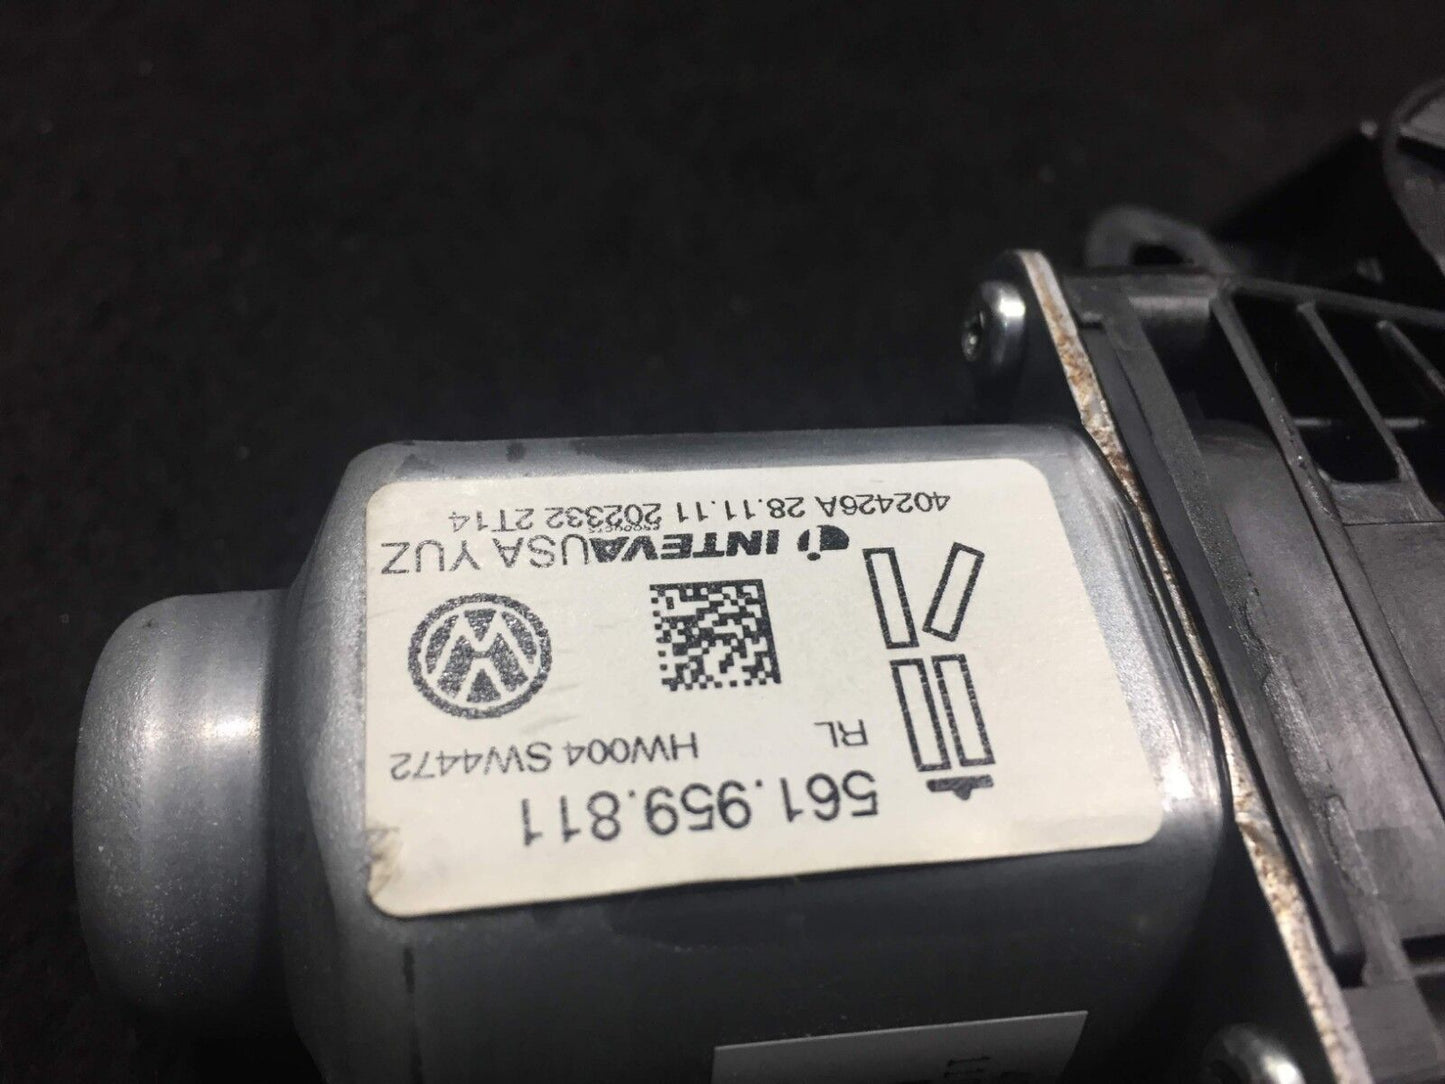 561.959.811
RL HW004 SW4472
INTEVA USA YUZ
402426A 28.11.11 202332 2T14